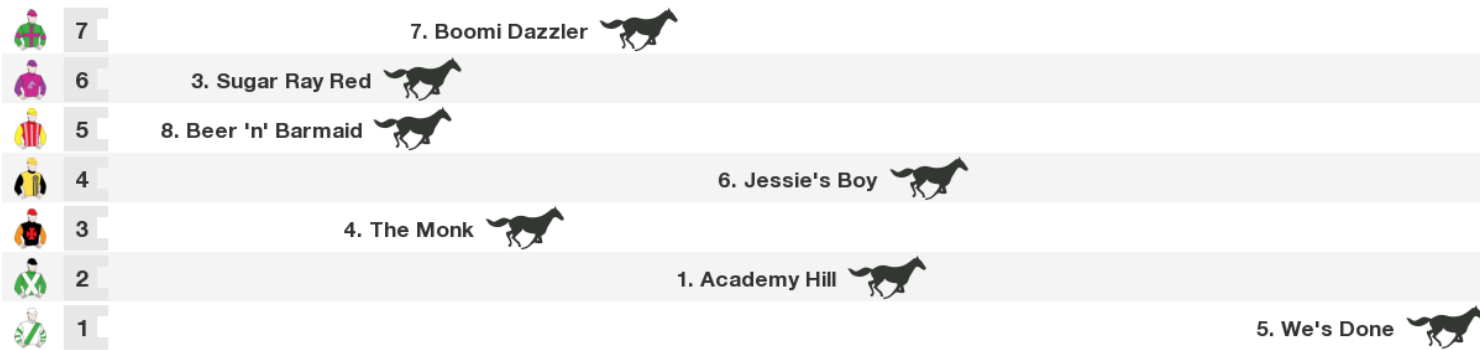 7 7. Boomi Dazzler
6 3. Sugar Ray Red
5 8. Beer 'n' Barmaid
4 6. Jessie's Boy
3 4. The Monk
2 1. Academy Hill
1 5. We's Done